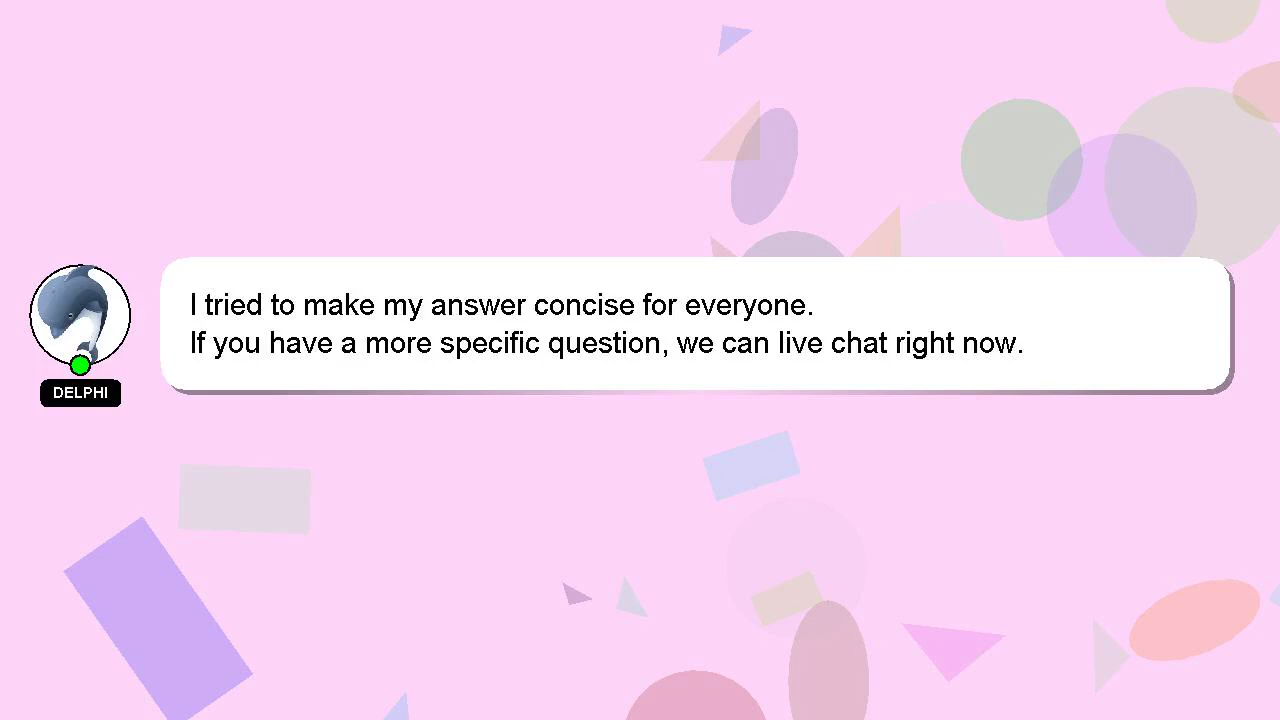 I tried to make my answer concise for everyone.
If you have a more specific question, we can live chat right now.
DELPHI